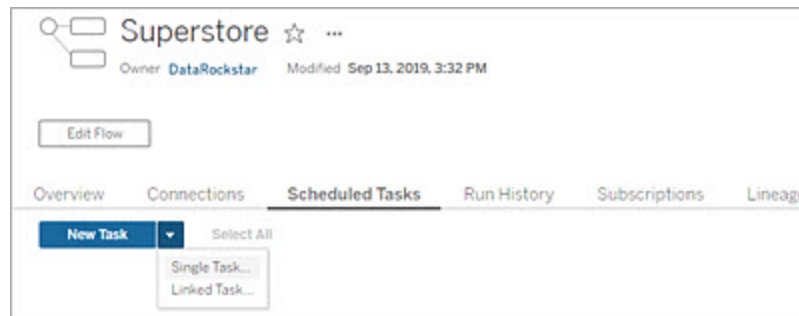 Superstore ...
Owner DataRockstar Modified Sep 13, 2019, 3:32 PM
Edit Flow
Overview Connections Scheduled Tasks Run History Subscriptions Lineag
New Task Select All
Single Task...
Linked Task...